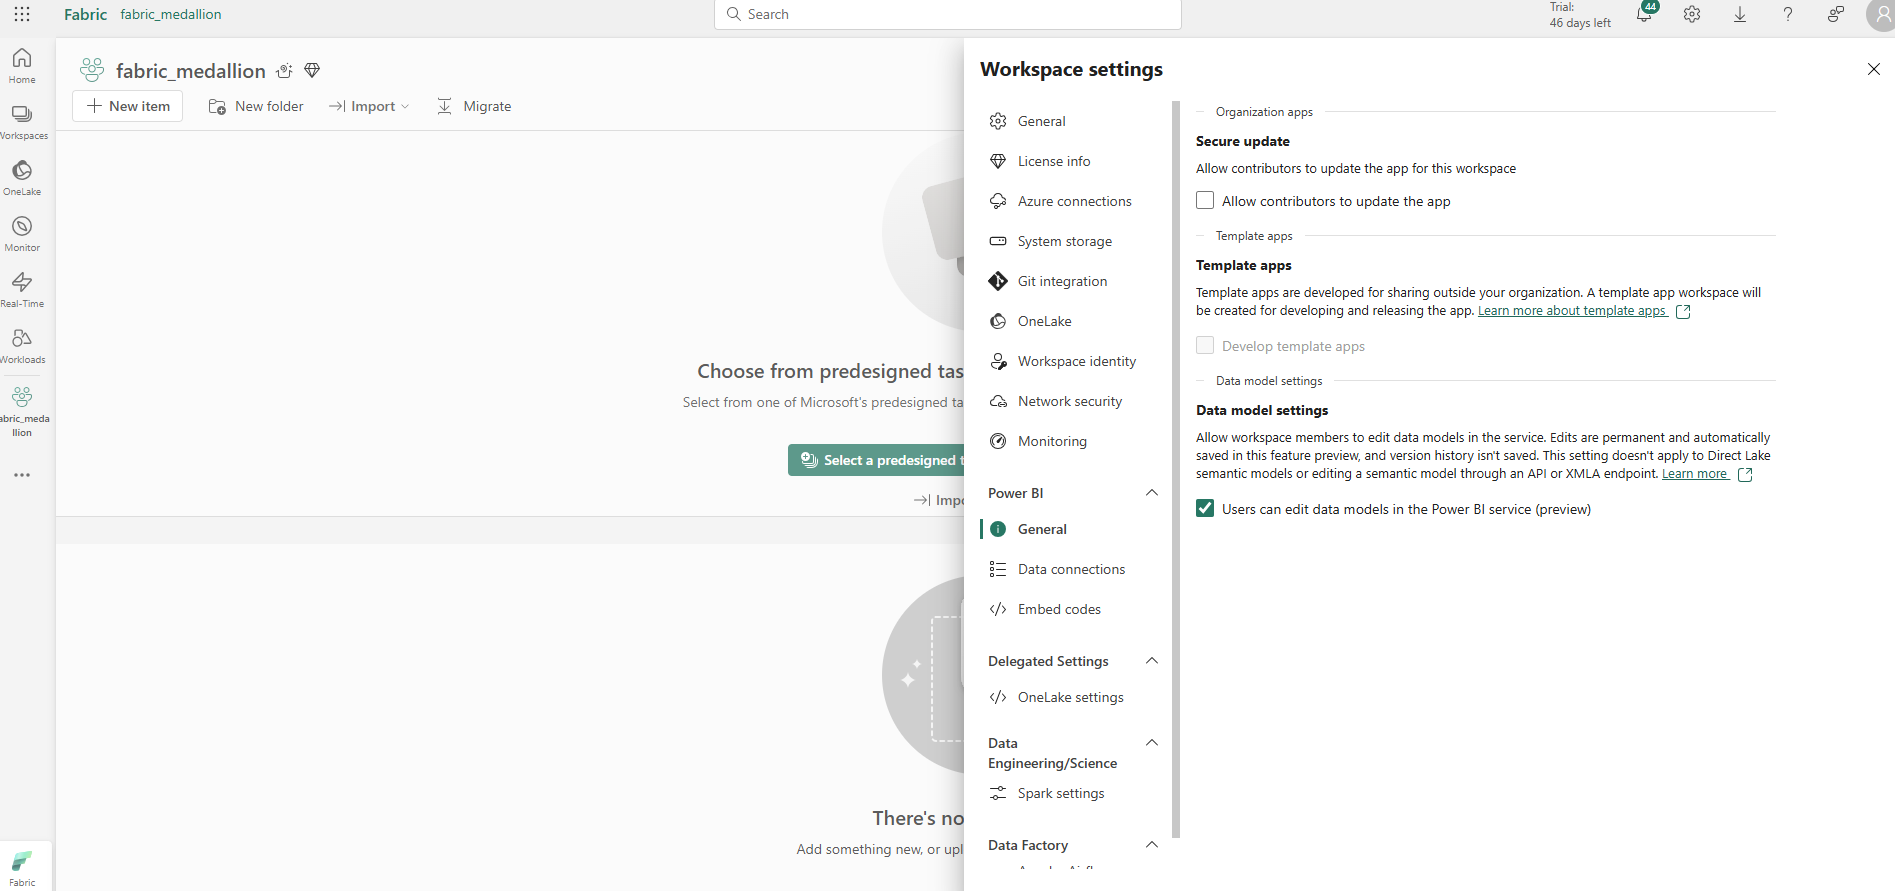 Fabric
fabric_medallion
Search
Trial:
46 days left
44
Home
Workspaces
OneLake
Monitor
Real-Time
Workloads
abric_meda
llion
Fabric
fabric_medallion
New item
New folder
Import
Migrate
Choose from predesigned tas
Select from one of Microsoft's predesigned ta
Select a predesigned t
Impo
There's no
Add something new, or upl
Workspace settings
General
License info
Azure connections
System storage
Git integration
OneLake
Workspace identity
Network security
Monitoring
Power BI
General
Data connections
Embed codes
Delegated Settings
OneLake settings
Data
Engineering/Science
Spark settings
Data Factory
Organization apps
Secure update
Allow contributors to update the app for this workspace
Allow contributors to update the app
Template apps
Template apps
Template apps are developed for sharing outside your organization. A template app workspace will
be created for developing and releasing the app. Learn more about template apps
Develop template apps
Data model settings
Data model settings
Allow workspace members to edit data models in the service. Edits are permanent and automatically
saved in this feature preview, and version history isn't saved. This setting doesn't apply to Direct Lake
semantic models or editing a semantic model through an API or XMLA endpoint. Learn more
Users can edit data models in the Power BI service (preview)